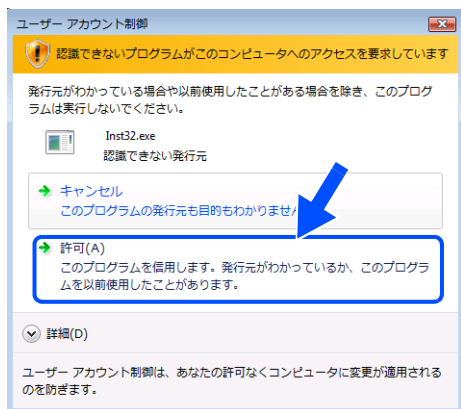 ユーザー アカウント制御
認識できないプログラムがこのコンピュータへのアクセスを要求しています
発行元がわかっている場合や以前使用したことがある場合を除き、このプログ
ラムは実行しないでください。
Inst32.exe
認識できない発行元
キャンセル
このプログラムの発行元も目的もわかりません
許可(A)
このプログラムを信用します。発行元がわかっているか、このプログラ
ムを以前使用したことがあります。
詳細(D)
ユーザー アカウント制御は、あなたの許可なくコンピュータに変更が適用される
のを防ぎます。